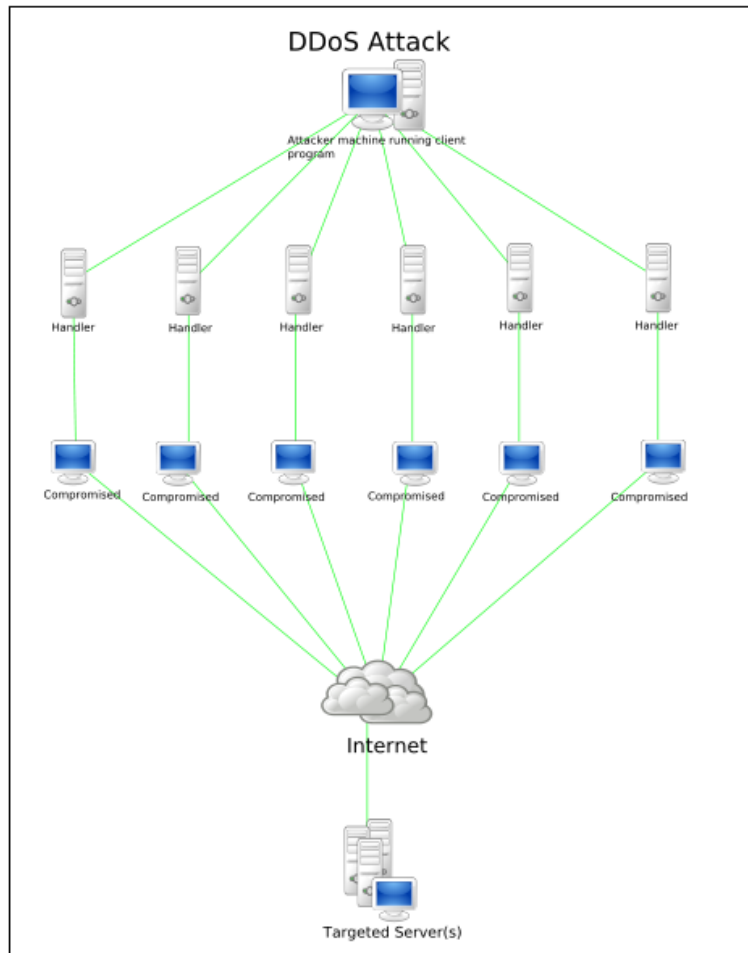 DDoS Attack
Attacker machine running client
program
Handler
Handler
Handler
Handler
Handler
Handler
Compromised
Compromised
Compromised
Compromised
Compromised
Compromised
Internet
Targeted Server(s)